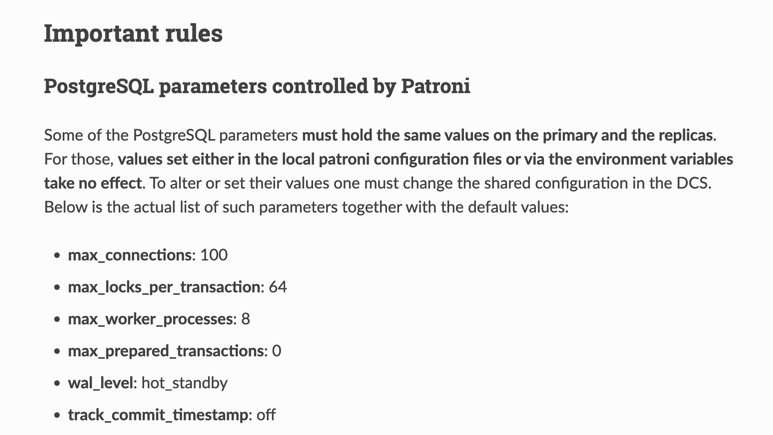 Important rules
PostgreSQL parameters controlled by Patroni
Some of the PostgreSQL parameters must hold the same values on the primary and the replicas.
For those, values set either in the local patroni configuration files or via the environment variables
take no effect. To alter or set their values one must change the shared configuration in the DCS.
Below is the actual list of such parameters together with the default values:
• max_connections: 100
• max_locks_per_transaction: 64
• max_worker_processes: 8
• max_prepared_transactions: 0
• wal_level: hot_standby
• track_commit_timestamp: off